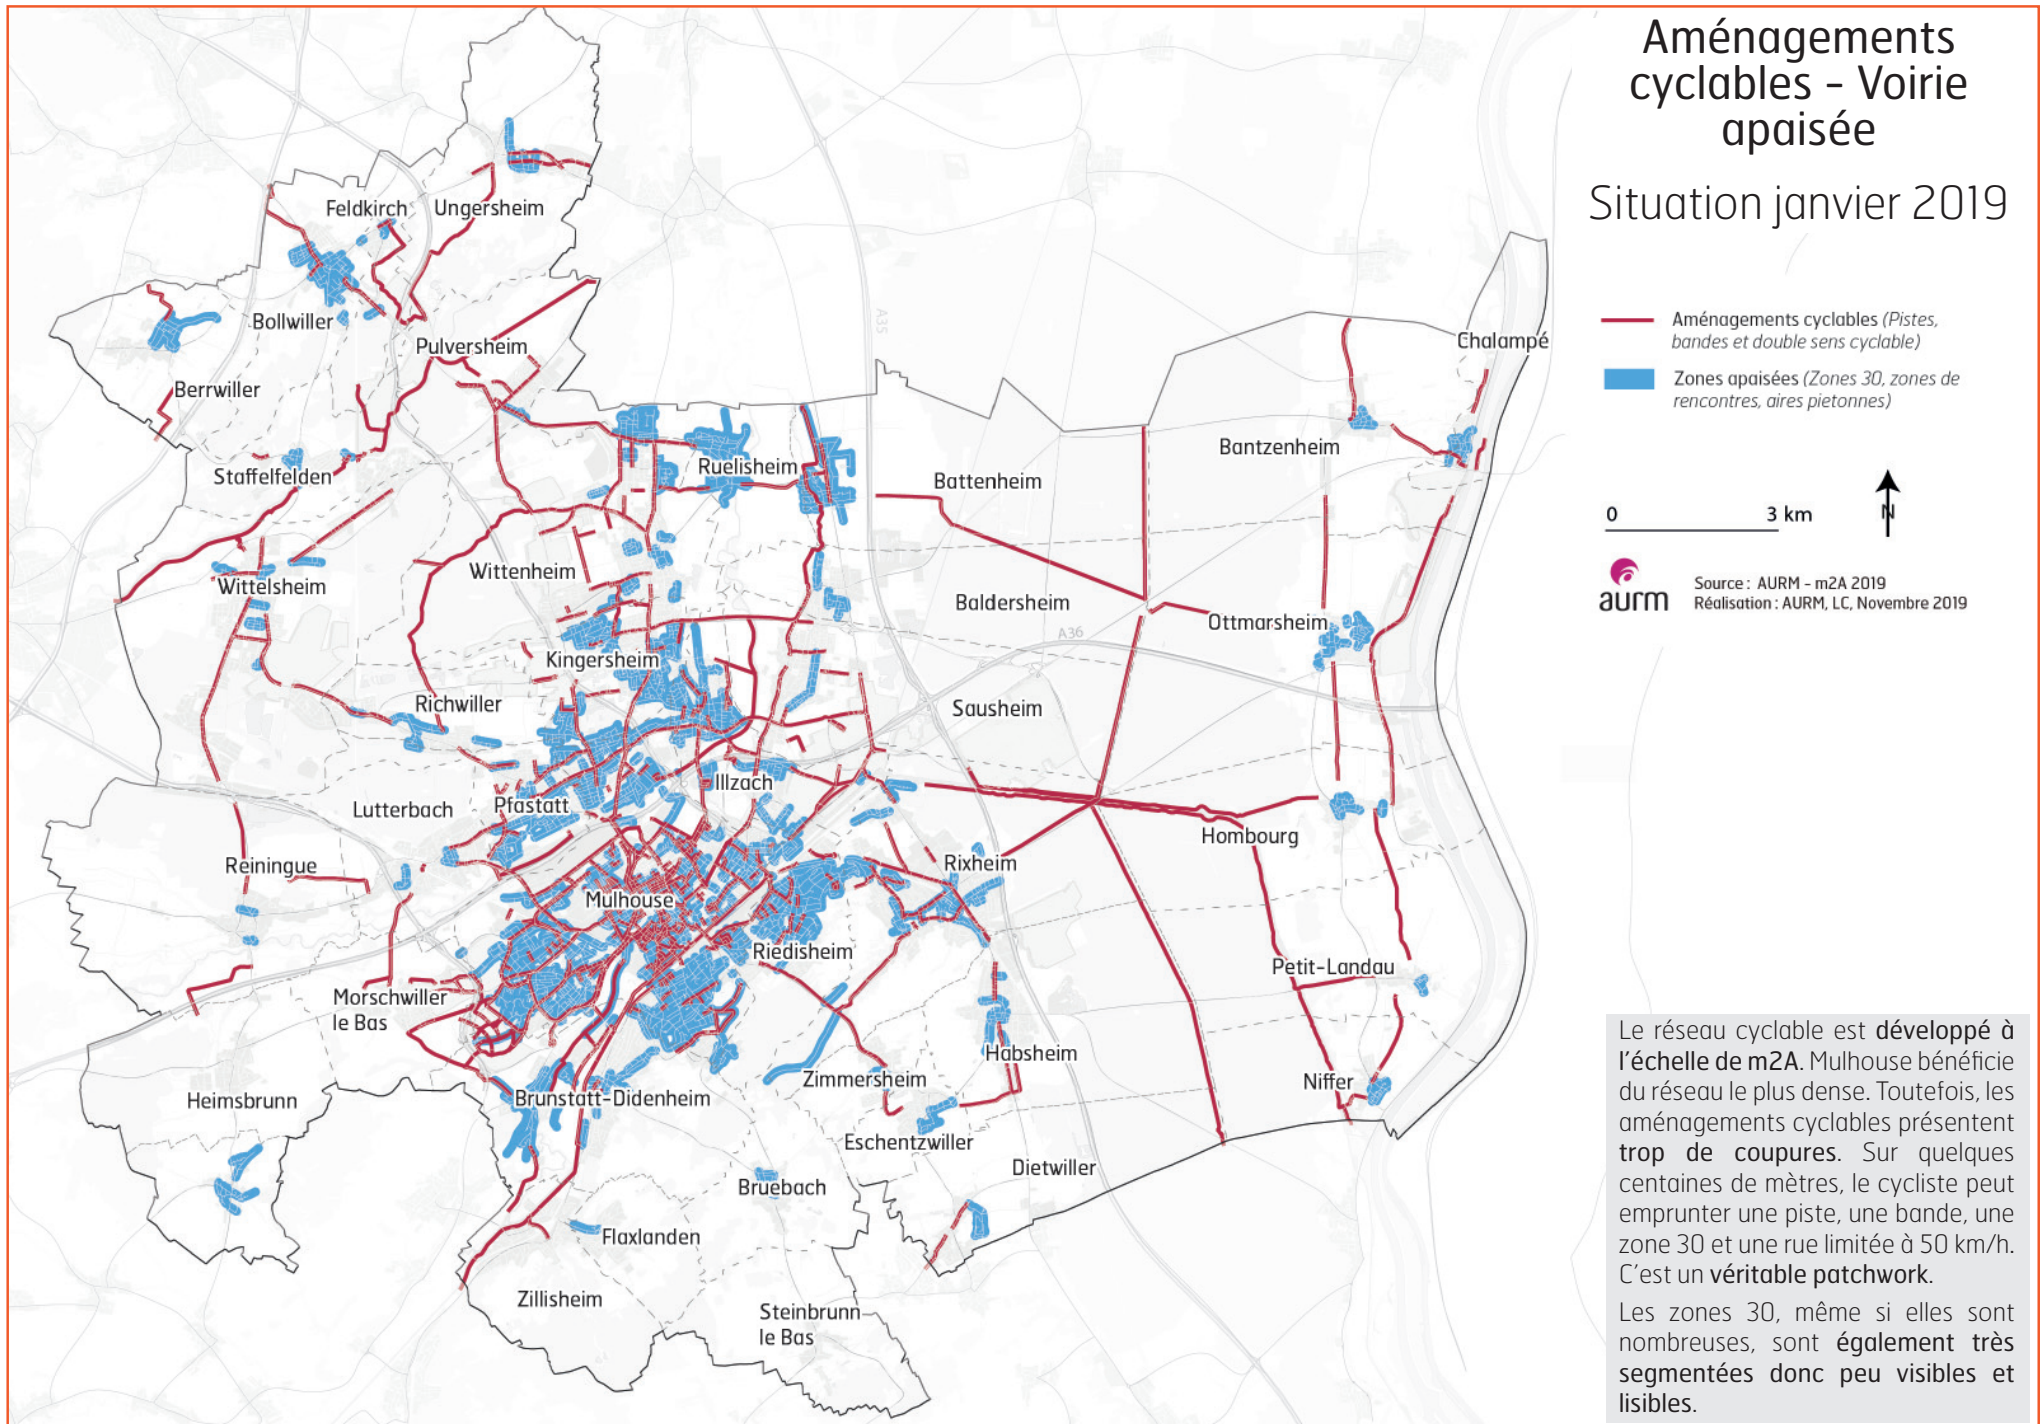 Aménagements
cyclables - Voirie
apaisée
Situation janvier 2019
Aménagements cyclables (Pistes,
bandes et double sens cyclable)
Zones apaisées (Zones 30, zones de
rencontres, aires pietonnes)
0 3 km
N
aurm
Source : AURM - m2A 2019
Réalisation : AURM, LC, Novembre 2019
Feldkirch
Ungersheim
Bollwiller
Pulversheim
Berrwiller
Staffelfelden
Ruelisheim
Battenheim
Bantzenheim
Chalampé
A35
Wittelsheim
Wittenheim
Baldersheim
Ottmarsheim
A36
Kingersheim
Richwiller
Sausheim
Illzach
Lutterbach
Pfastatt
Hombourg
Reiningue
Rixheim
Mulhouse
Riedisheim
Petit-Landau
Morschwiller
le Bas
Habsheim
Zimmersheim
Niffer
Heimsbrunn
Brunstatt-Didenheim
Eschentzwiller
Dietwiller
Bruebach
Flaxlanden
Zillisheim
Steinbrunn
le Bas
Le réseau cyclable est développé à
l'échelle de m2A. Mulhouse bénéficie
du réseau le plus dense. Toutefois, les
aménagements cyclables présentent
trop de coupures. Sur quelques
centaines de mètres, le cycliste peut
emprunter une piste, une bande, une
zone 30 et une rue limitée à 50 km/h.
C'est un véritable patchwork.
Les zones 30, même si elles sont
nombreuses, sont également très
segmentées donc peu visibles et
lisibles.